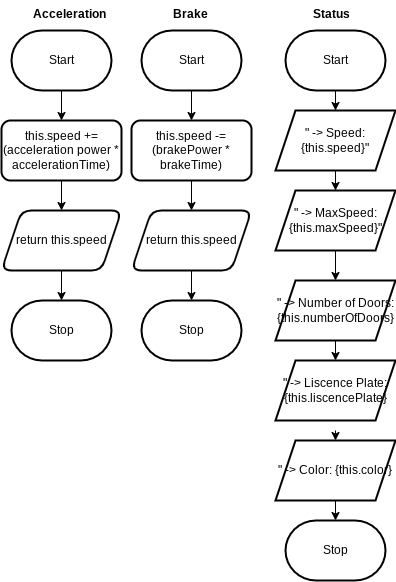 Acceleration
Start
this.speed +=
(acceleration power *
accelerationTime)
return this.speed
Stop
Brake
Start
this.speed -=
(brakePower *
brakeTime)
return this.speed
Stop
Status
Start
" -> Speed:
{this.speed}"
" -> MaxSpeed:
{this.maxSpeed}"
" -> Number of Doors:
{this.numberOfDoors}
" -> Liscence Plate:
{this.liscencePlate}
" -> Color: {this.color}
Stop